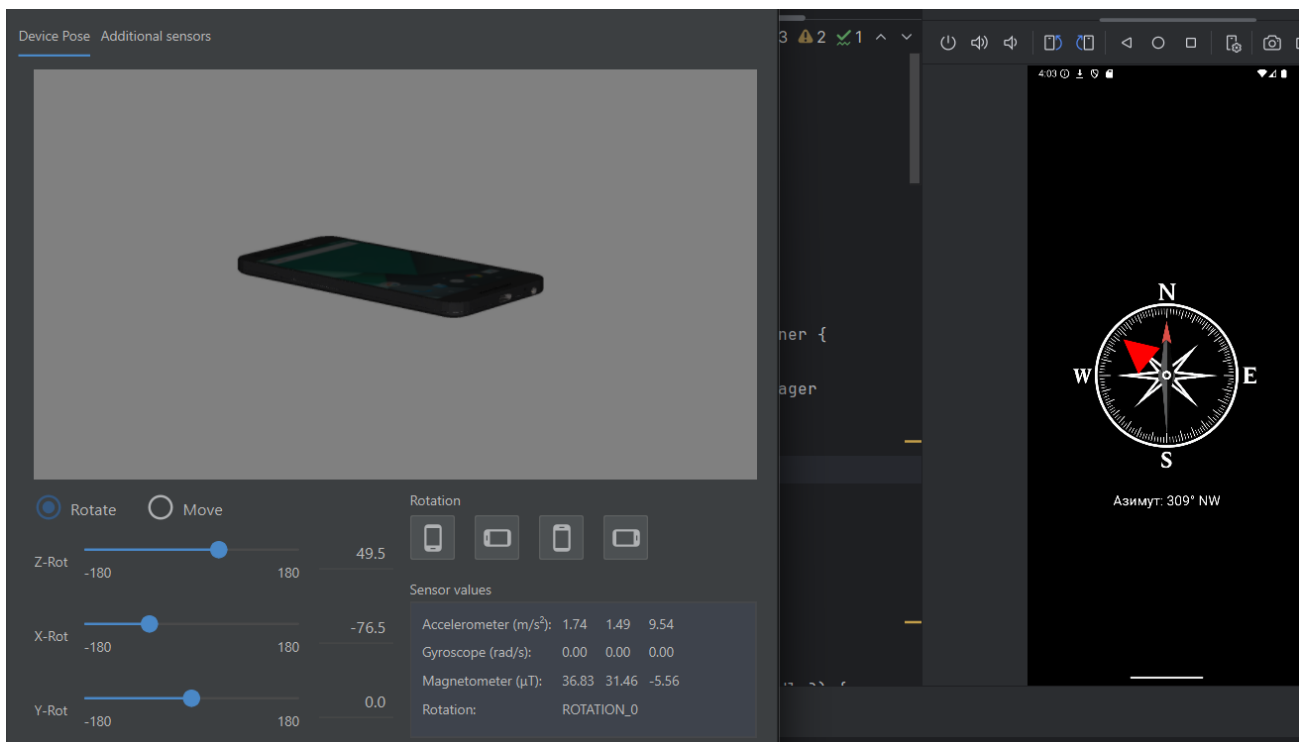 Device Pose Additional sensors
Rotate Move
Z-Rot -180 180 49.5
X-Rot -180 180 -76.5
Y-Rot -180 180 0.0
Rotation
Sensor values
Accelerometer (m/s²): 1.74 1.49 9.54
Gyroscope (rad/s): 0.00 0.00 0.00
Magnetometer (μT): 36.83 31.46 -5.56
Rotation: ROTATION_0
3 2 1
ner {
ager
4:03
N
W E
S
Азимут: 309° NW